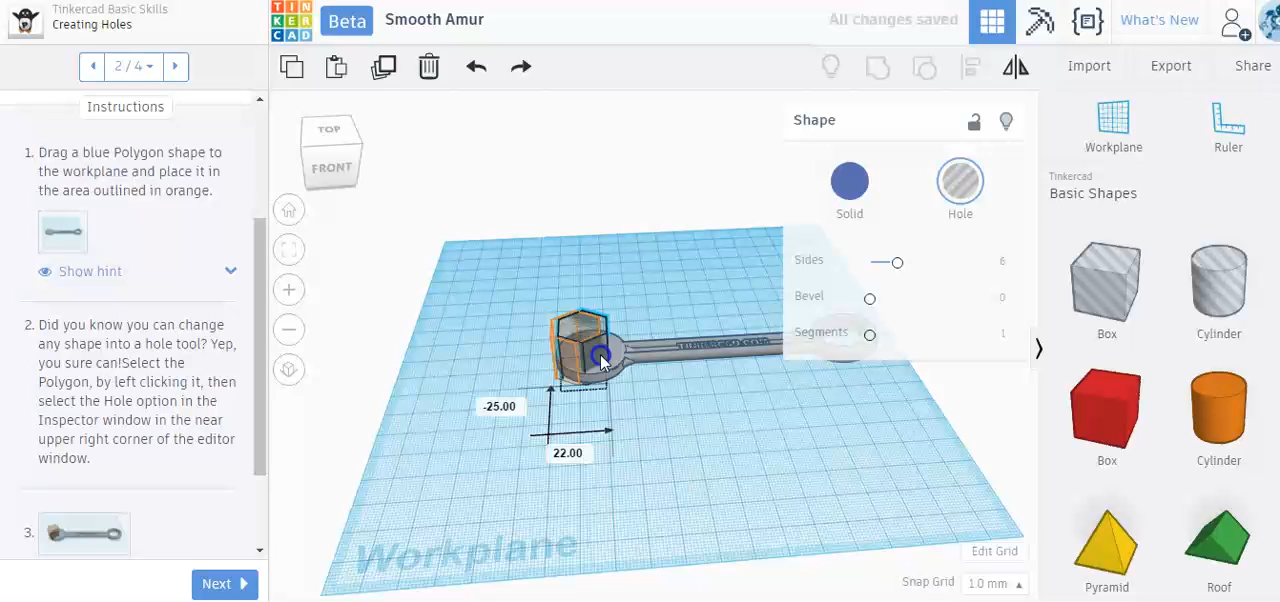 Tinkercad Basic Skills
Creating Holes
TIN
KER
CAD
Beta
Smooth Amur
All changes saved
What's New
2 / 4
Import
Export
Share
Instructions
1. Drag a blue Polygon shape to
the workplane and place it in
the area outlined in orange.
Show hint
2. Did you know you can change
any shape into a hole tool? Yep,
you sure can!Select the
Polygon, by left clicking it, then
select the Hole option in the
Inspector window in the near
upper right corner of the editor
window.
3.
Next
TOP
FRONT
Shape
Solid
Hole
Sides
6
Bevel
0
Segments
1
TINKERCAD.COM
-25.00
22.00
Workplane
Edit Grid
Snap Grid
1.0 mm
Workplane
Ruler
Tinkercad
Basic Shapes
Box
Cylinder
Box
Cylinder
Pyramid
Roof